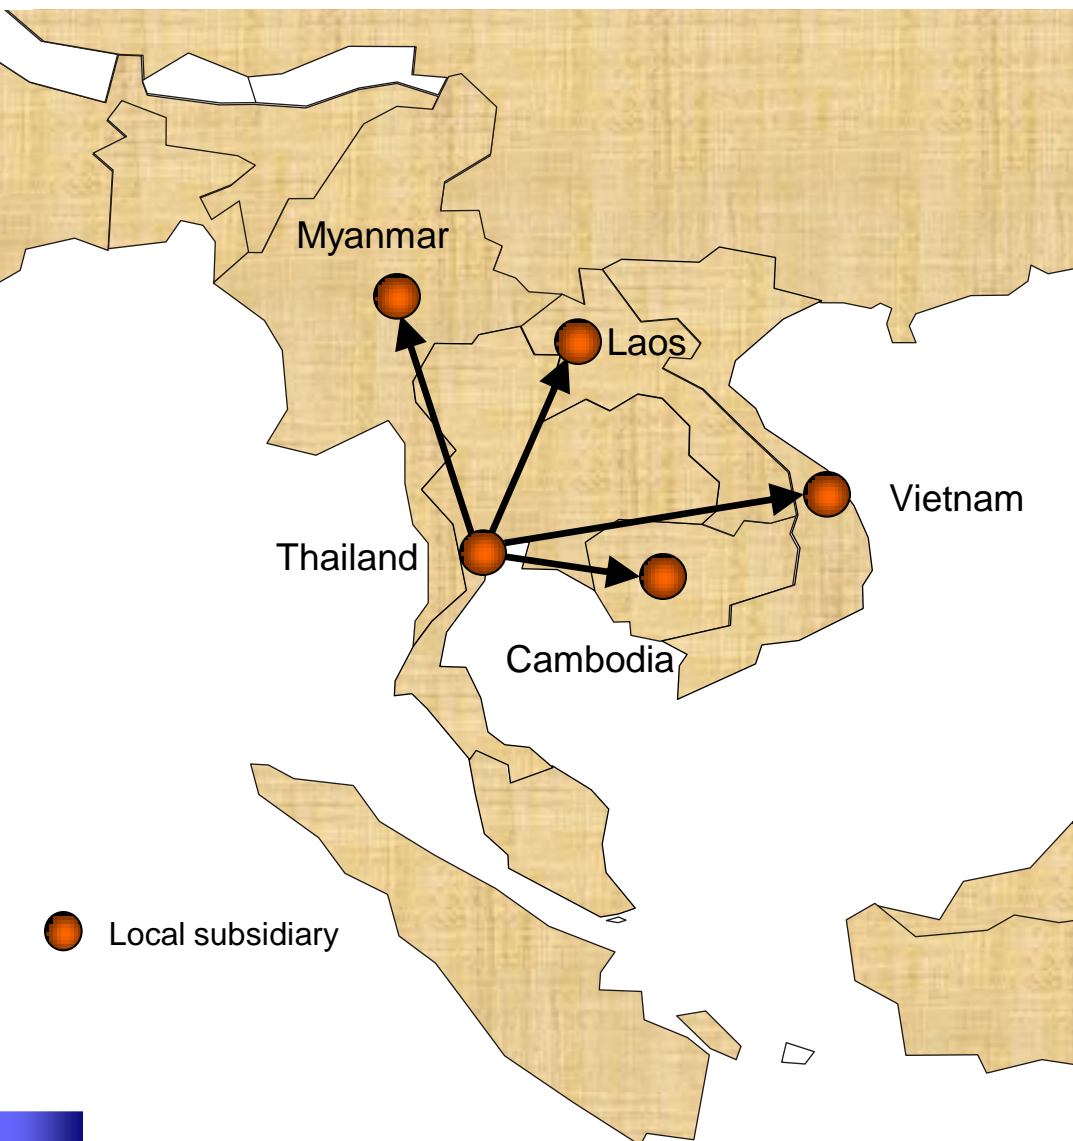 Myanmar
Laos
Vietnam
Thailand
Cambodia
Local subsidiary